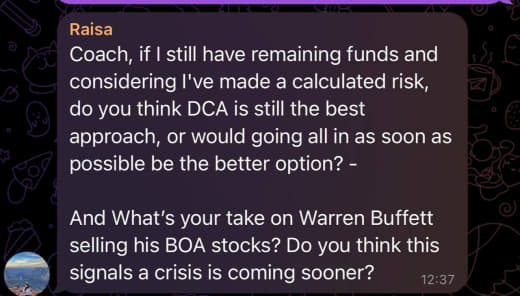 Raisa
Coach, if I still have remaining funds and
considering I've made a calculated risk,
do you think DCA is still the best
approach, or would going all in as soon as
possible be the better option? -
And What’s your take on Warren Buffett
selling his BOA stocks? Do you think this
signals a crisis is coming sooner?
12:37